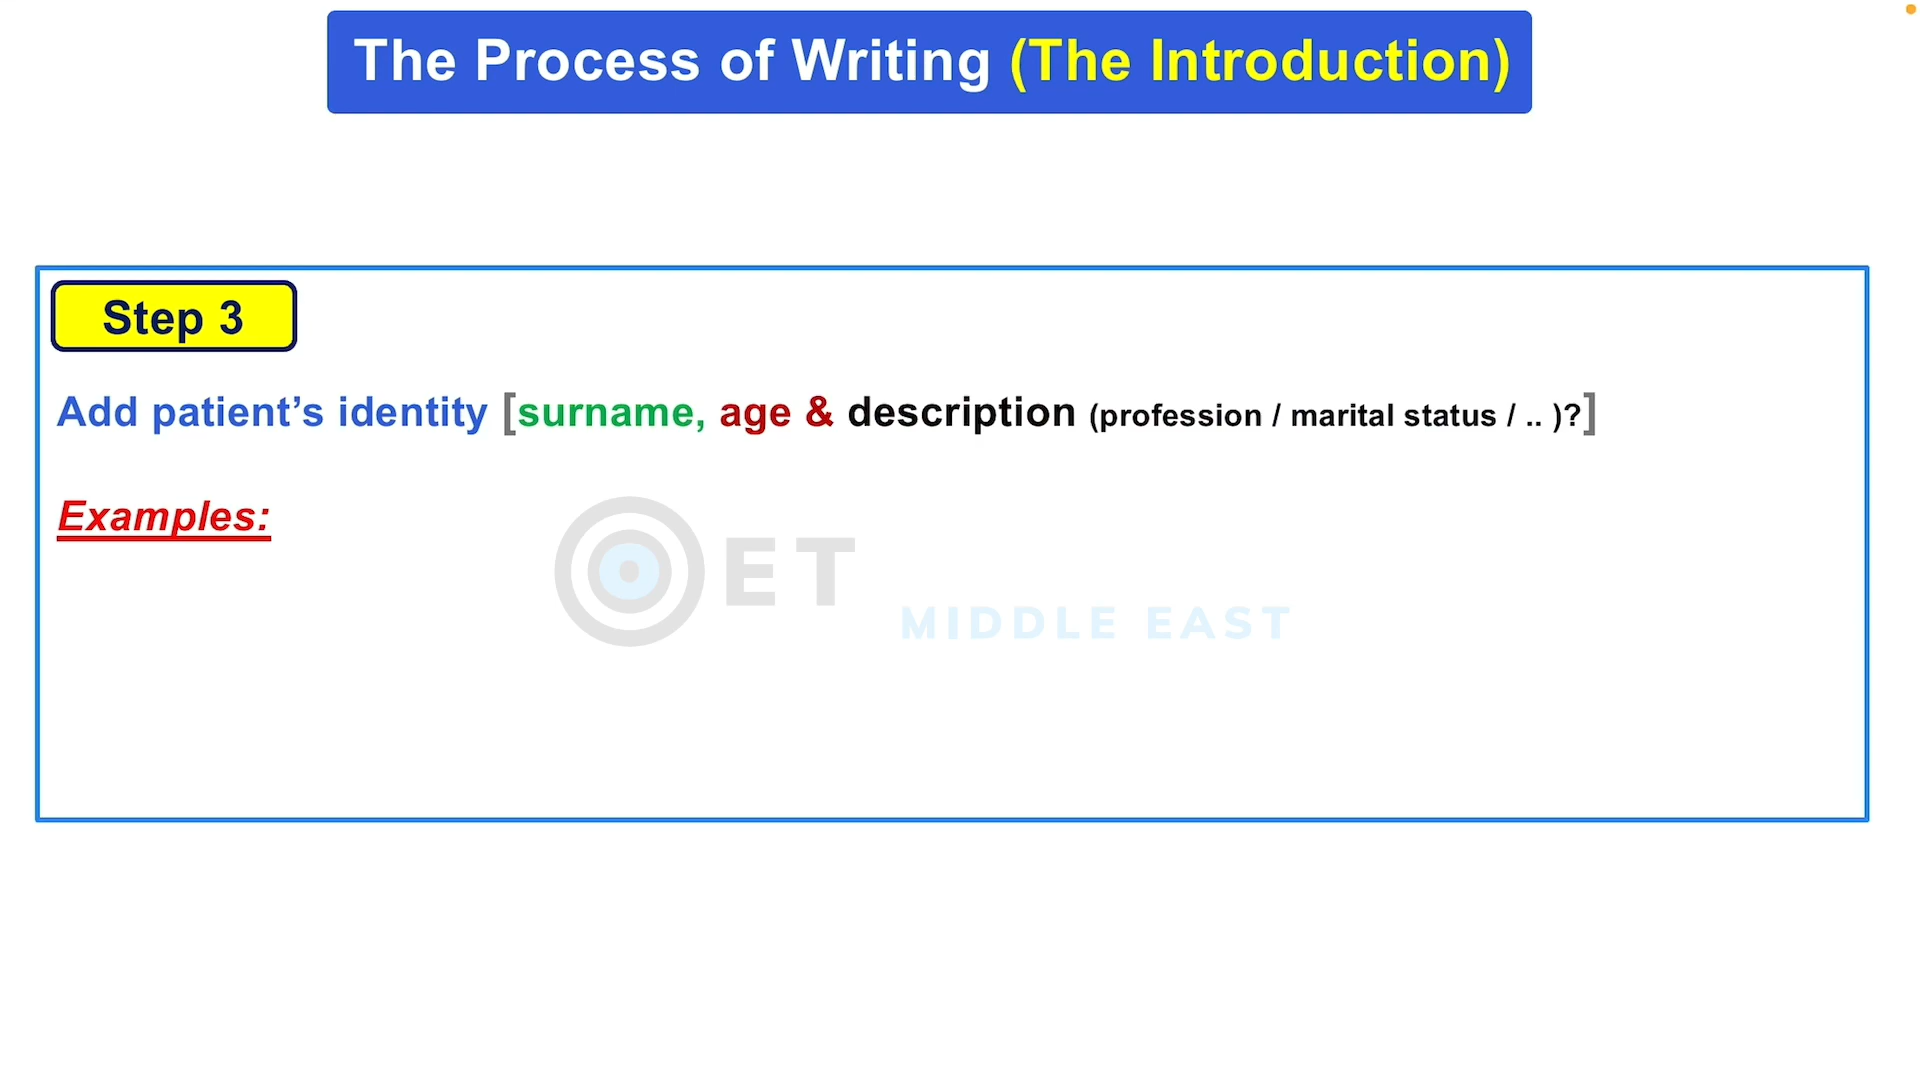 The Process of Writing (The Introduction)
Step 3
Add patient’s identity [surname, age & description (profession / marital status / .. )?]
Examples:
OET
MIDDLE EAST